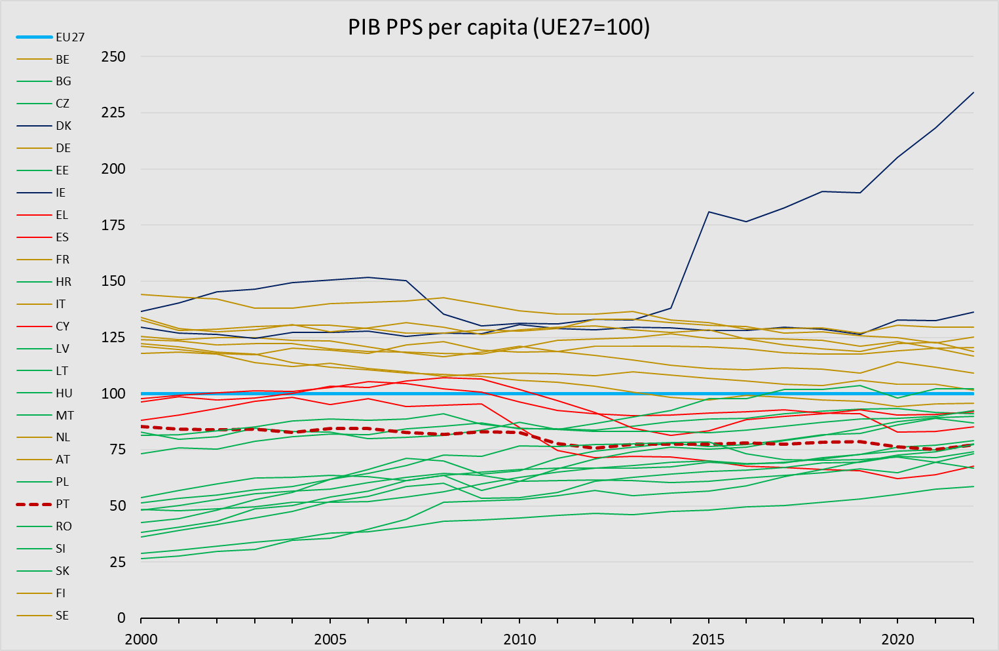 PIB PPS per capita (UE27=100)
EU27
BE
BG
CZ
DK
DE
EE
IE
EL
ES
FR
HR
IT
CY
LV
LT
HU
MT
NL
AT
PL
PT
RO
SI
SK
FI
SE
250
225
200
175
150
125
100
75
50
25
0
2000 2005 2010 2015 2020